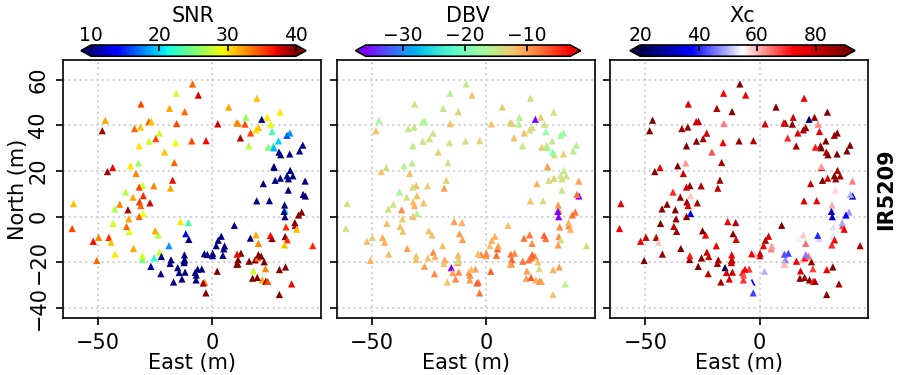 SNR
10 20 30 40
DBV
−30 −20 −10
Xc
20 40 60 80
North (m)
60
40
20
0
−20
−40
−50 0
East (m)
−50 0
East (m)
−50 0
East (m)
IR5209